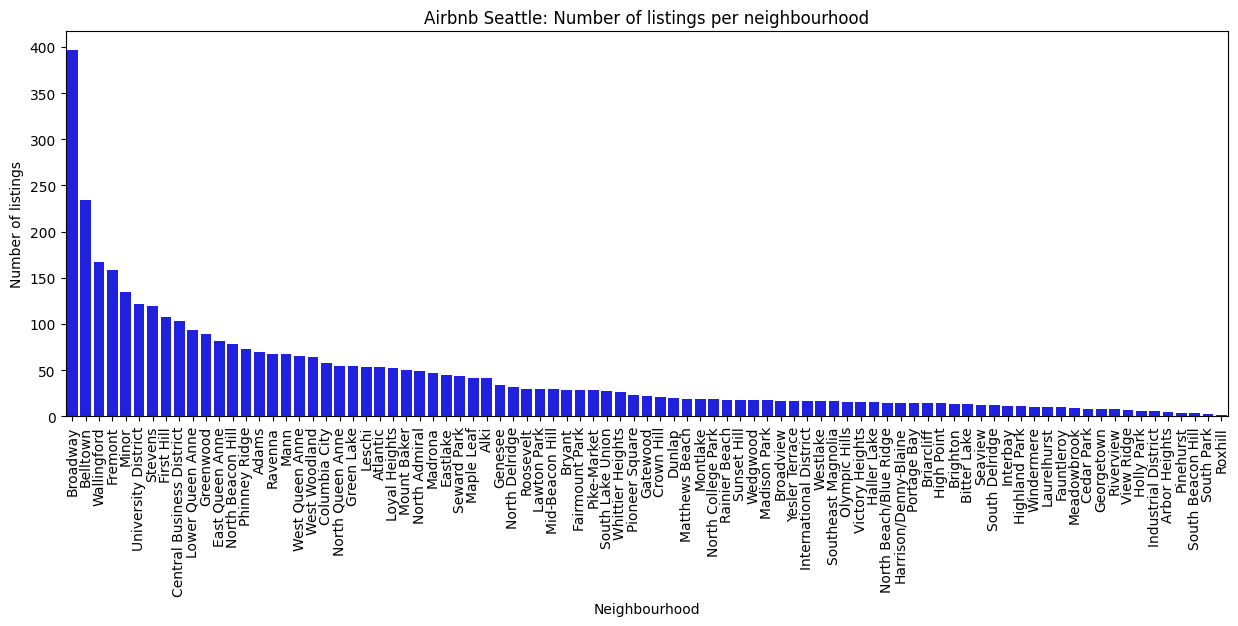 Airbnb Seattle: Number of listings per neighbourhood
Number of listings
400
350
300
250
200
150
100
50
0
Broadway
Belltown
Wallingford
Fremont
Minor
University District
Stevens
First Hill
Central Business District
Lower Queen Anne
Greenwood
East Queen Anne
North Beacon Hill
Phinney Ridge
Adams
Ravenna
Mann
West Queen Anne
West Woodland
Columbia City
North Queen Anne
Green Lake
Leschi
Atlantic
Loyal Heights
Mount Baker
North Admiral
Madrona
Eastlake
Seward Park
Maple Leaf
Alki
Genesee
North Delridge
Roosevelt
Lawton Park
Mid-Beacon Hill
Bryant
Fairmount Park
Pike-Market
South Lake Union
Whittier Heights
Pioneer Square
Gatewood
Crown Hill
Dunlap
Matthews Beach
Montlake
North College Park
Rainier Beach
Sunset Hill
Wedgwood
Madison Park
Broadview
Yesler Terrace
International District
Westlake
Southeast Magnolia
Olympic Hills
Victory Heights
Haller Lake
North Beach/Blue Ridge
Harrison/Denny-Blaine
Portage Bay
Briarcliff
High Point
Brighton
Bitter Lake
Seaview
South Delridge
Interbay
Highland Park
Windermere
Laurelhurst
Fauntleroy
Meadowbrook
Cedar Park
Georgetown
Riverview
View Ridge
Holly Park
Industrial District
Arbor Heights
Pinehurst
South Beacon Hill
South Park
Roxhill
Neighbourhood